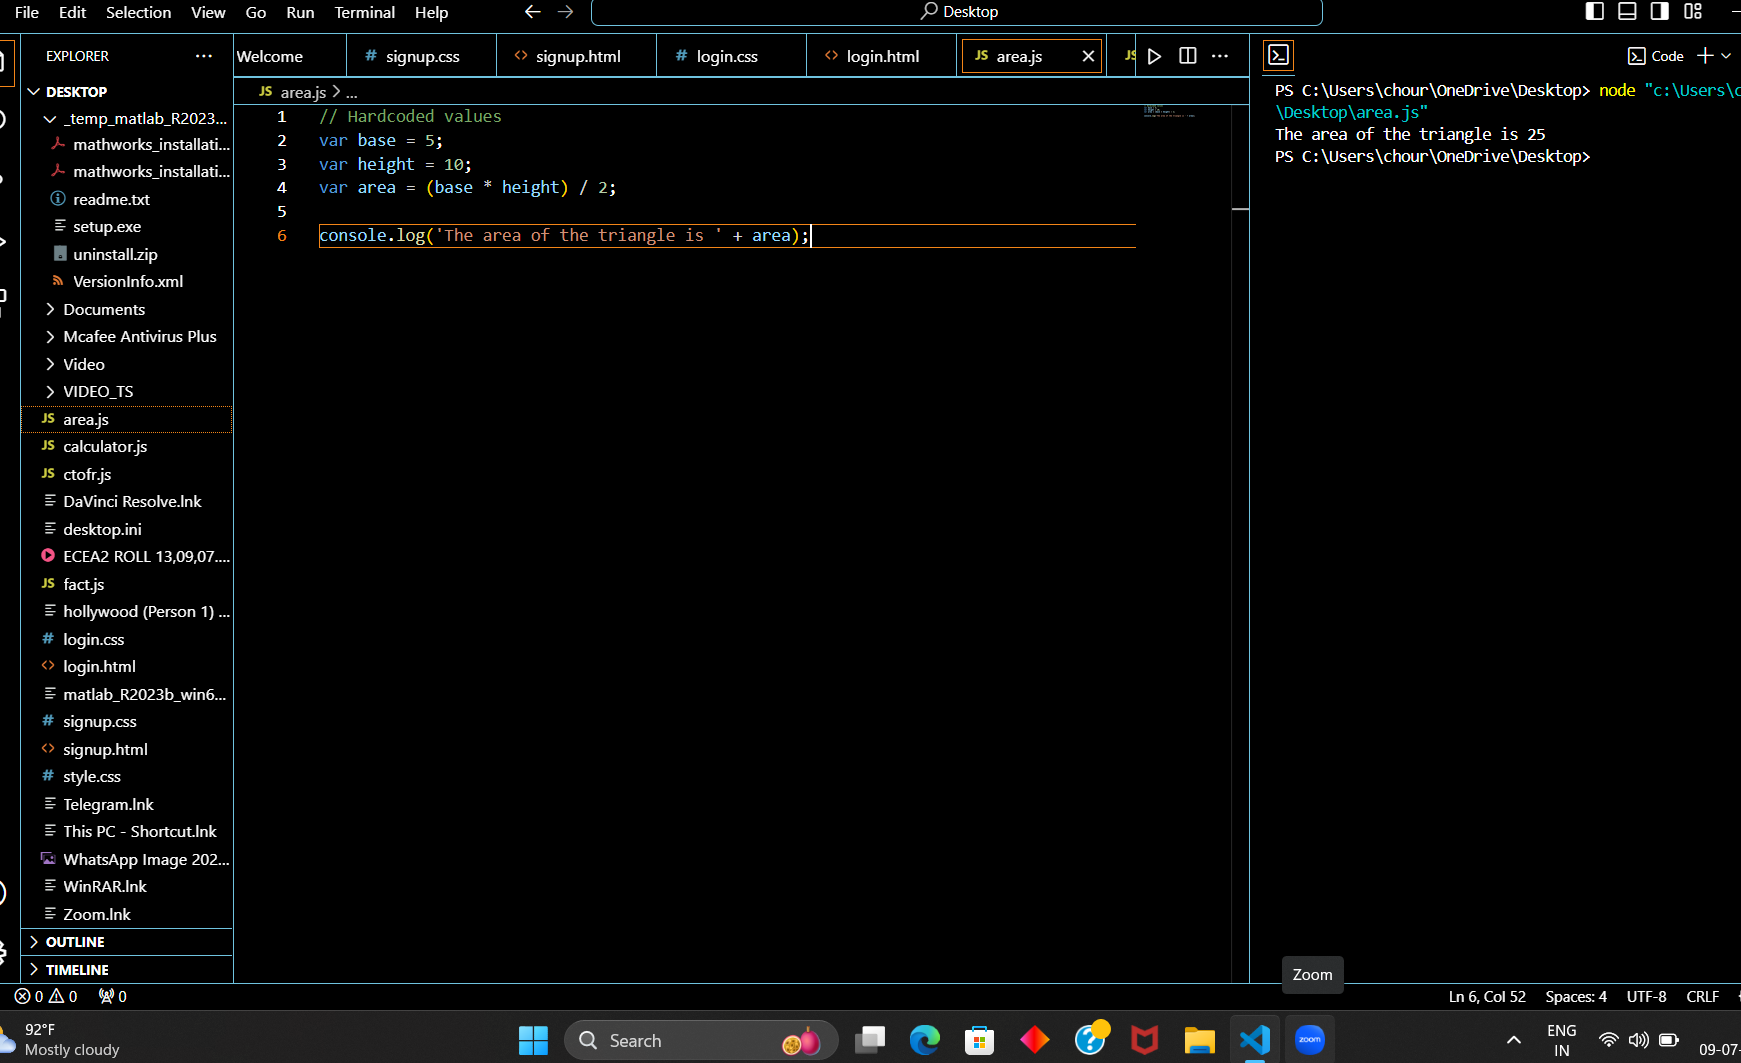 File Edit Selection View Go Run Terminal Help
Desktop
EXPLORER
Welcome # signup.css <> signup.html # login.css <> login.html JS area.js JS
Code
DESKTOP
_temp_matlab_R2023...
mathworks_installati...
mathworks_installati...
readme.txt
setup.exe
uninstall.zip
VersionInfo.xml
Documents
Mcafee Antivirus Plus
Video
VIDEO_TS
JS area.js
JS calculator.js
JS ctofr.js
DaVinci Resolve.lnk
desktop.ini
ECEA2 ROLL 13,09,07....
JS fact.js
hollywood (Person 1) ...
# login.css
<> login.html
matlab_R2023b_win6...
# signup.css
<> signup.html
# style.css
Telegram.lnk
This PC - Shortcut.lnk
WhatsApp Image 202...
WinRAR.lnk
Zoom.lnk
OUTLINE
TIMELINE
JS area.js > ...
1 // Hardcoded values
2 var base = 5;
3 var height = 10;
4 var area = (base * height) / 2;
5
6 console.log('The area of the triangle is ' + area);
PS C:\Users\chour\OneDrive\Desktop> node "c:\Users\c
\Desktop\area.js"
The area of the triangle is 25
PS C:\Users\chour\OneDrive\Desktop>
Zoom
0 0 0
Ln 6, Col 52 Spaces: 4 UTF-8 CRLF
92°F
Mostly cloudy
Search
zoom
ENG
IN
09-07-